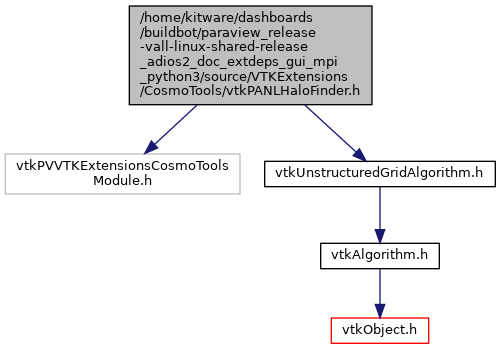 /home/kitware/dashboards
/buildbot/paraview_release
-vall-linux-shared-release
_adios2_doc_extdeps_gui_mpi
_python3/source/VTKExtensions
/CosmoTools/vtkPANLHaloFinder.h
vtkPVVTKExtensionsCosmoTools
Module.h
vtkUnstructuredGridAlgorithm.h
vtkAlgorithm.h
vtkObject.h